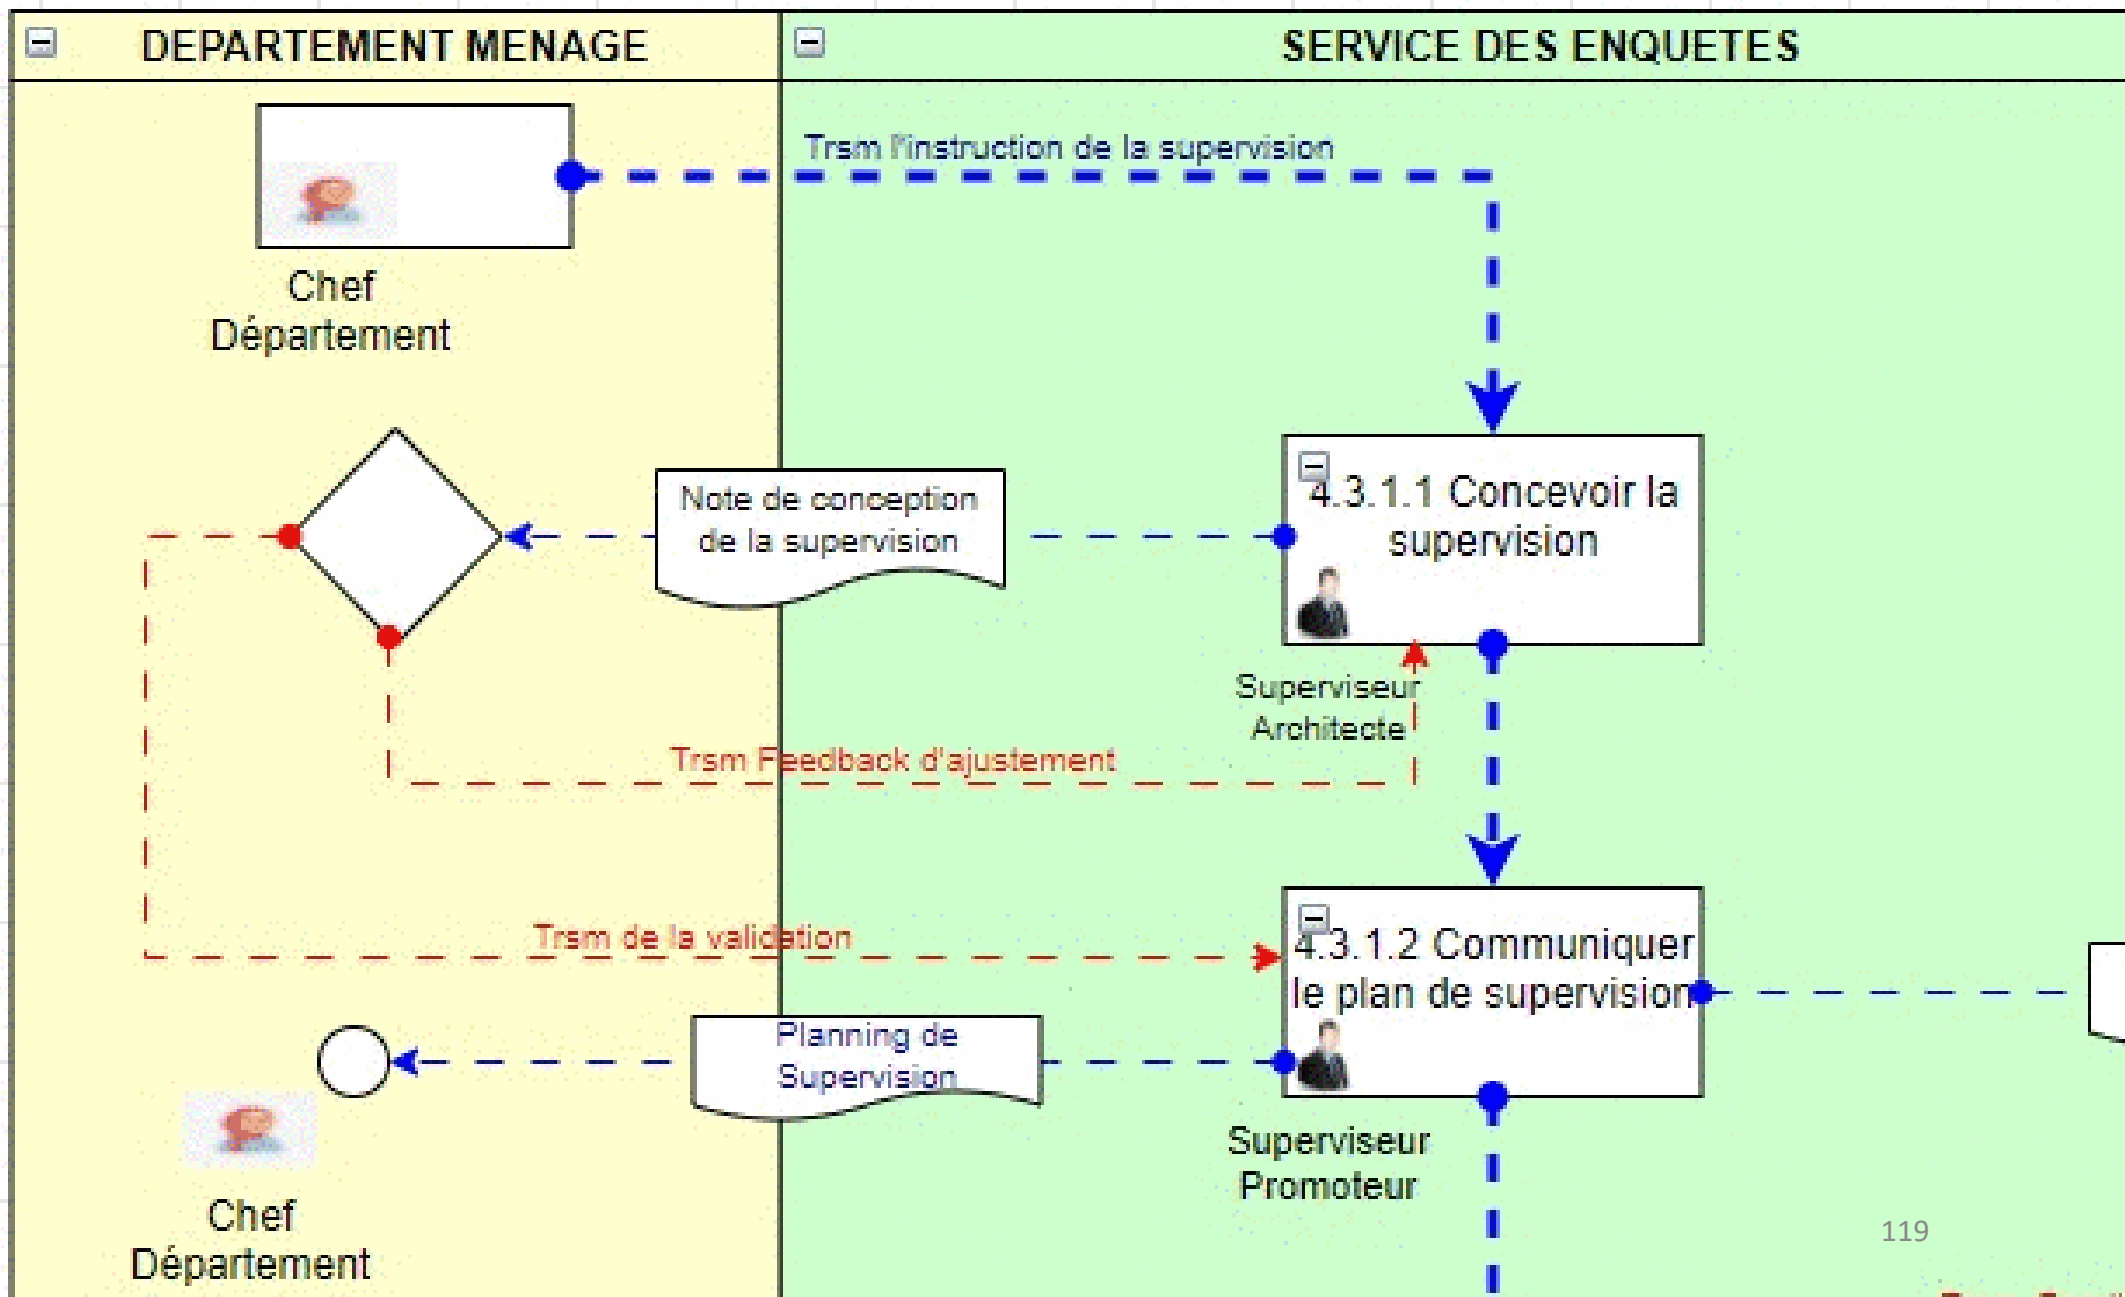 DEPARTEMENT MENAGE
SERVICE DES ENQUETES
Trsm l'instruction de la supervision
Chef
Département
Note de conception
de la supervision
4.3.1.1 Concevoir la
supervision
Superviseur
Architecte
Trsm Feedback d'ajustement
Trsm de la validation
4.3.1.2 Communiquer
le plan de supervision
Planning de
Supervision
Superviseur
Promoteur
Chef
Département
119